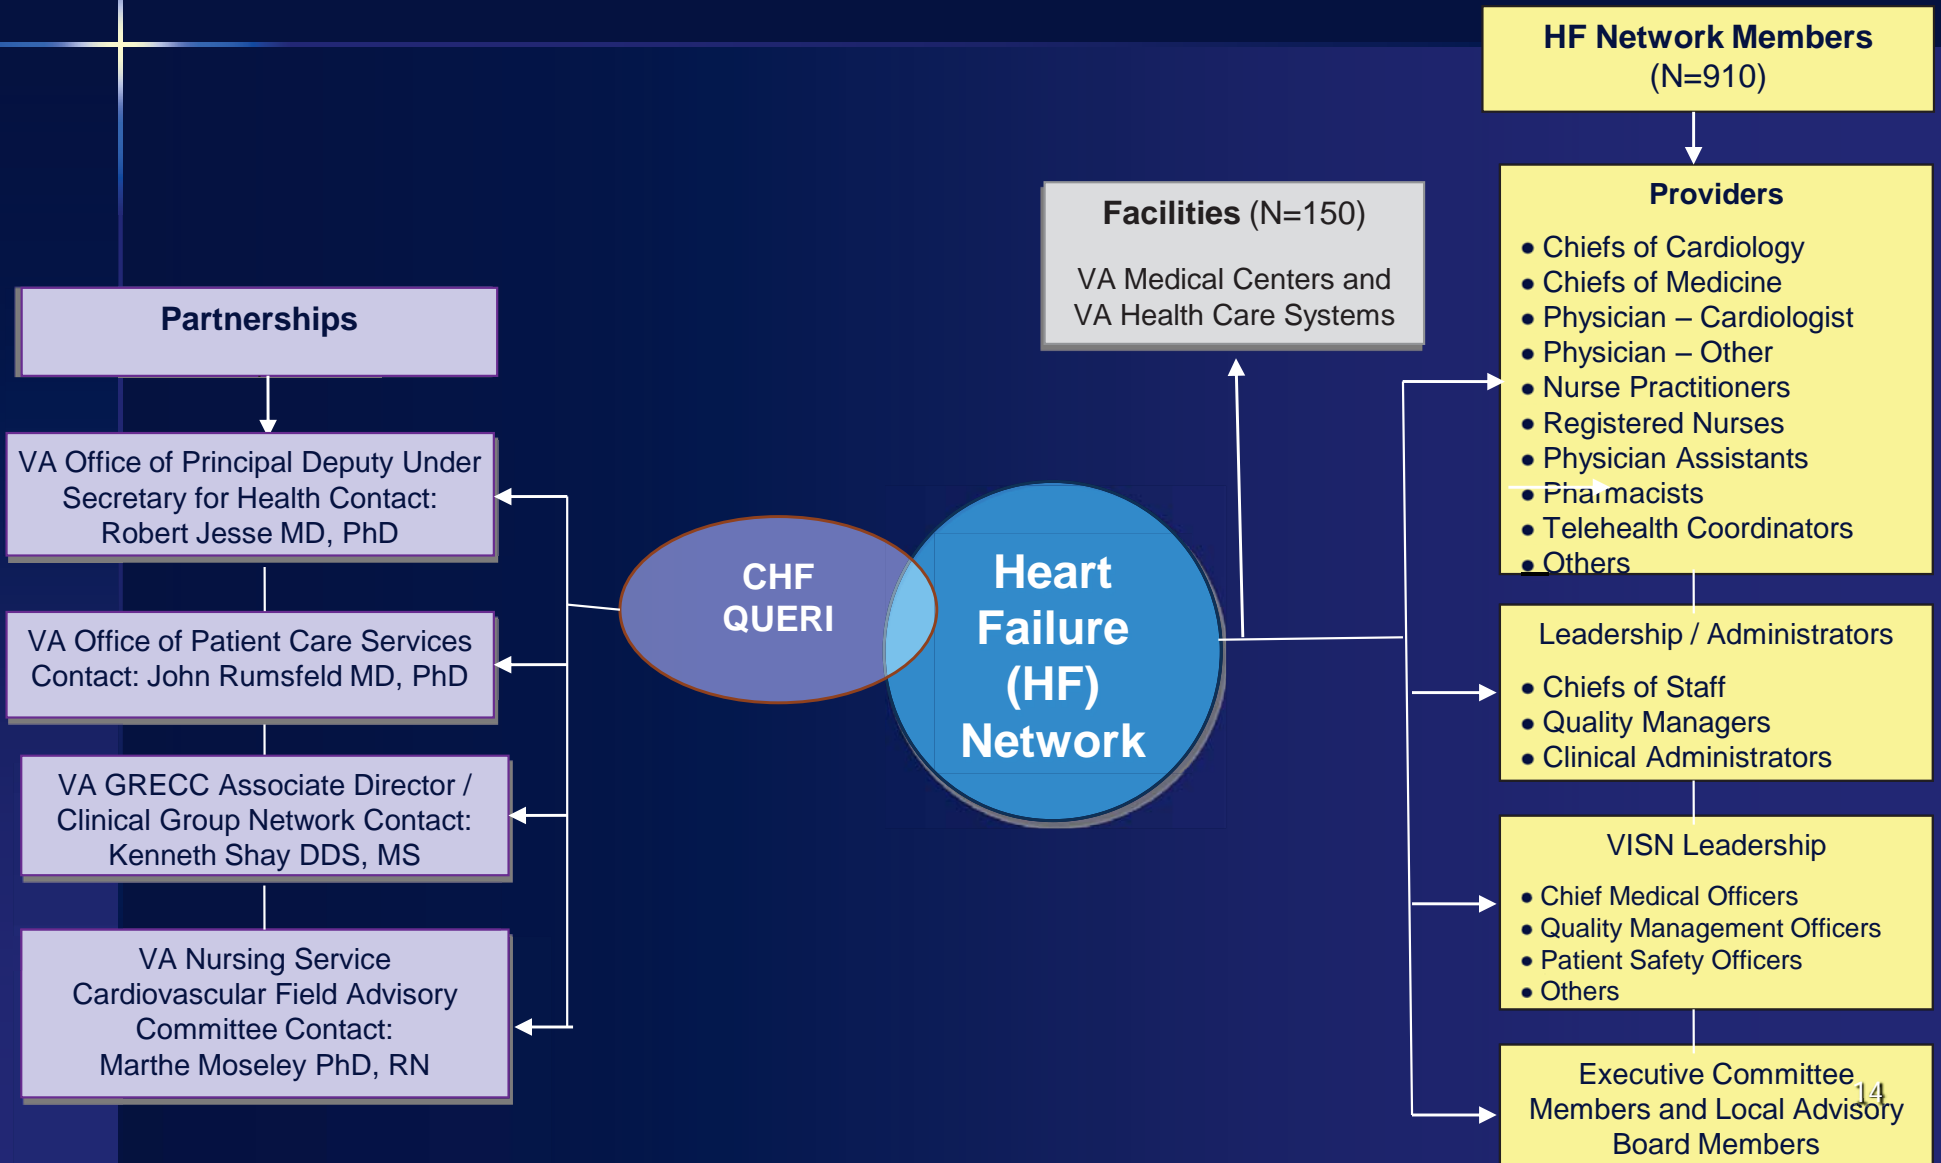 HF Network Members
(N=910)
Facilities (N=150)
VA Medical Centers and
VA Health Care Systems
Providers
• Chiefs of Cardiology
• Chiefs of Medicine
• Physician – Cardiologist
• Physician – Other
• Nurse Practitioners
• Registered Nurses
• Physician Assistants
• Pharmacists
• Telehealth Coordinators
• Others
Partnerships
VA Office of Principal Deputy Under
Secretary for Health Contact:
Robert Jesse MD, PhD
VA Office of Patient Care Services
Contact: John Rumsfeld MD, PhD
VA GRECC Associate Director /
Clinical Group Network Contact:
Kenneth Shay DDS, MS
VA Nursing Service
Cardiovascular Field Advisory
Committee Contact:
Marthe Moseley PhD, RN
CHF
QUERI
Heart
Failure
(HF)
Network
Leadership / Administrators
• Chiefs of Staff
• Quality Managers
• Clinical Administrators
VISN Leadership
• Chief Medical Officers
• Quality Management Officers
• Patient Safety Officers
• Others
Executive Committee
Members and Local Advisory
Board Members
14